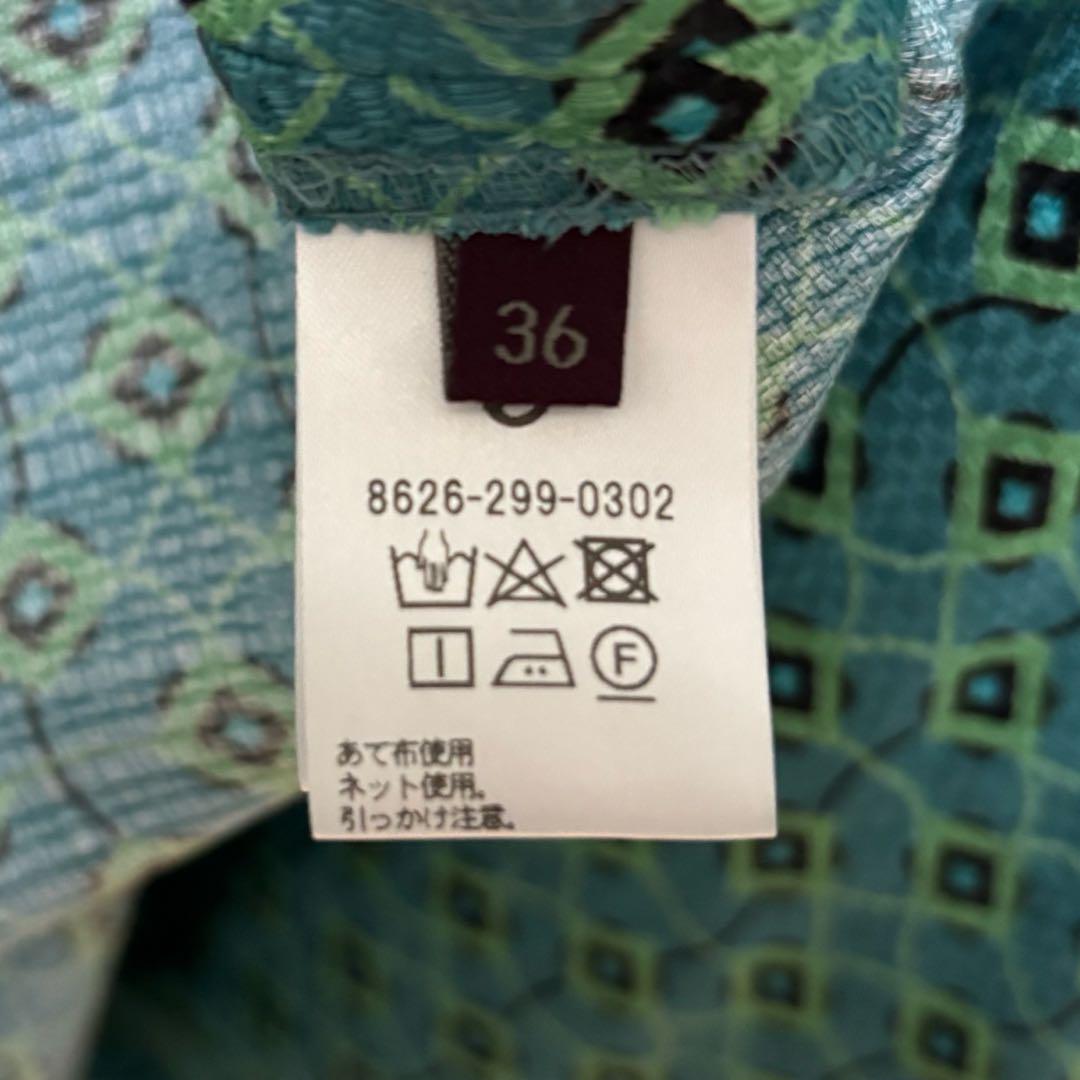 36
8626-299-0302
F
あて布使用
ネット使用。
引っかけ注意。